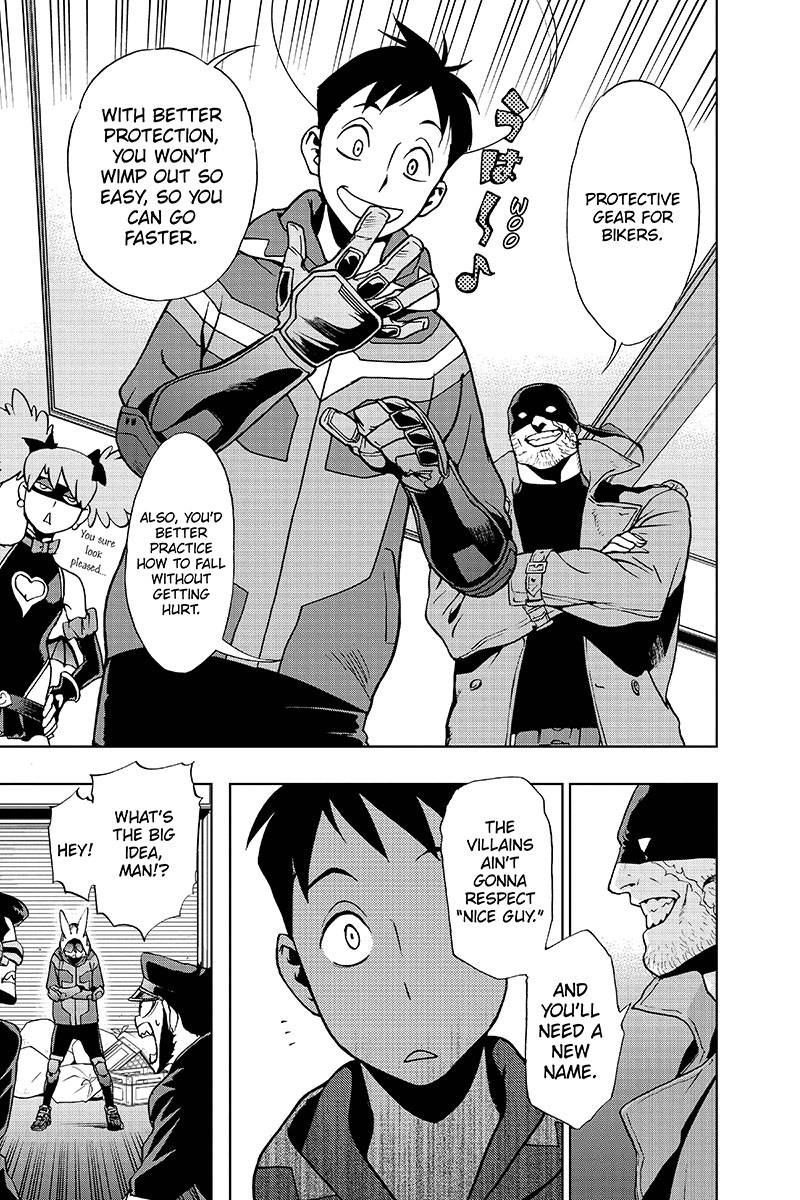 PROTECTIVE
GEAR FOR
BIKERS.
うは～♪
WOO
WITH BETTER
PROTECTION,
YOU WON'T
WIMP OUT SO
EASY, SO YOU
CAN GO
FASTER.
ALSO, YOU'D
BETTER
PRACTICE
HOW TO FALL
WITHOUT
GETTING
HURT.
You sure
look
pleased...
THE
VILLAINS
AIN'T
GONNA
RESPECT
"NICE GUY."
AND
YOU'LL
NEED A
NEW
NAME.
WHAT'S
THE BIG
IDEA,
MAN!?
HEY!